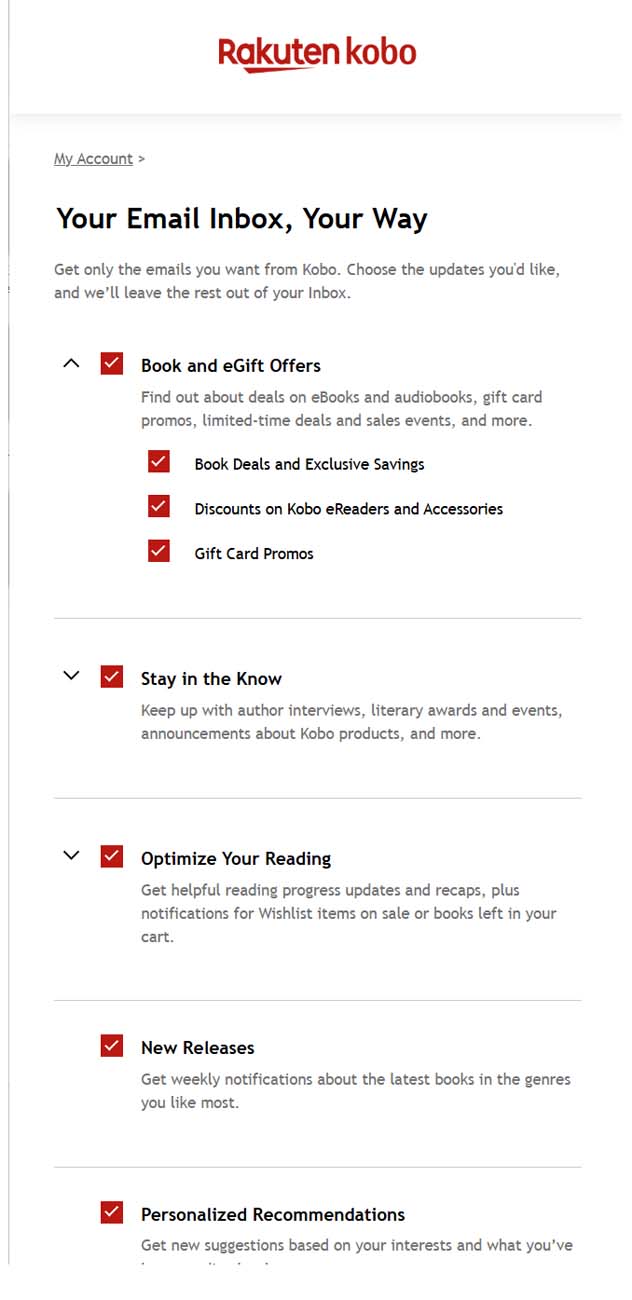 Rakuten kobo
My Account >
Your Email Inbox, Your Way
Get only the emails you want from Kobo. Choose the updates you'd like,
and we’ll leave the rest out of your Inbox.
Book and eGift Offers
Find out about deals on eBooks and audiobooks, gift card
promos, limited-time deals and sales events, and more.
Book Deals and Exclusive Savings
Discounts on Kobo eReaders and Accessories
Gift Card Promos
Stay in the Know
Keep up with author interviews, literary awards and events,
announcements about Kobo products, and more.
Optimize Your Reading
Get helpful reading progress updates and recaps, plus
notifications for Wishlist items on sale or books left in your
cart.
New Releases
Get weekly notifications about the latest books in the genres
you like most.
Personalized Recommendations
Get new suggestions based on your interests and what you’ve